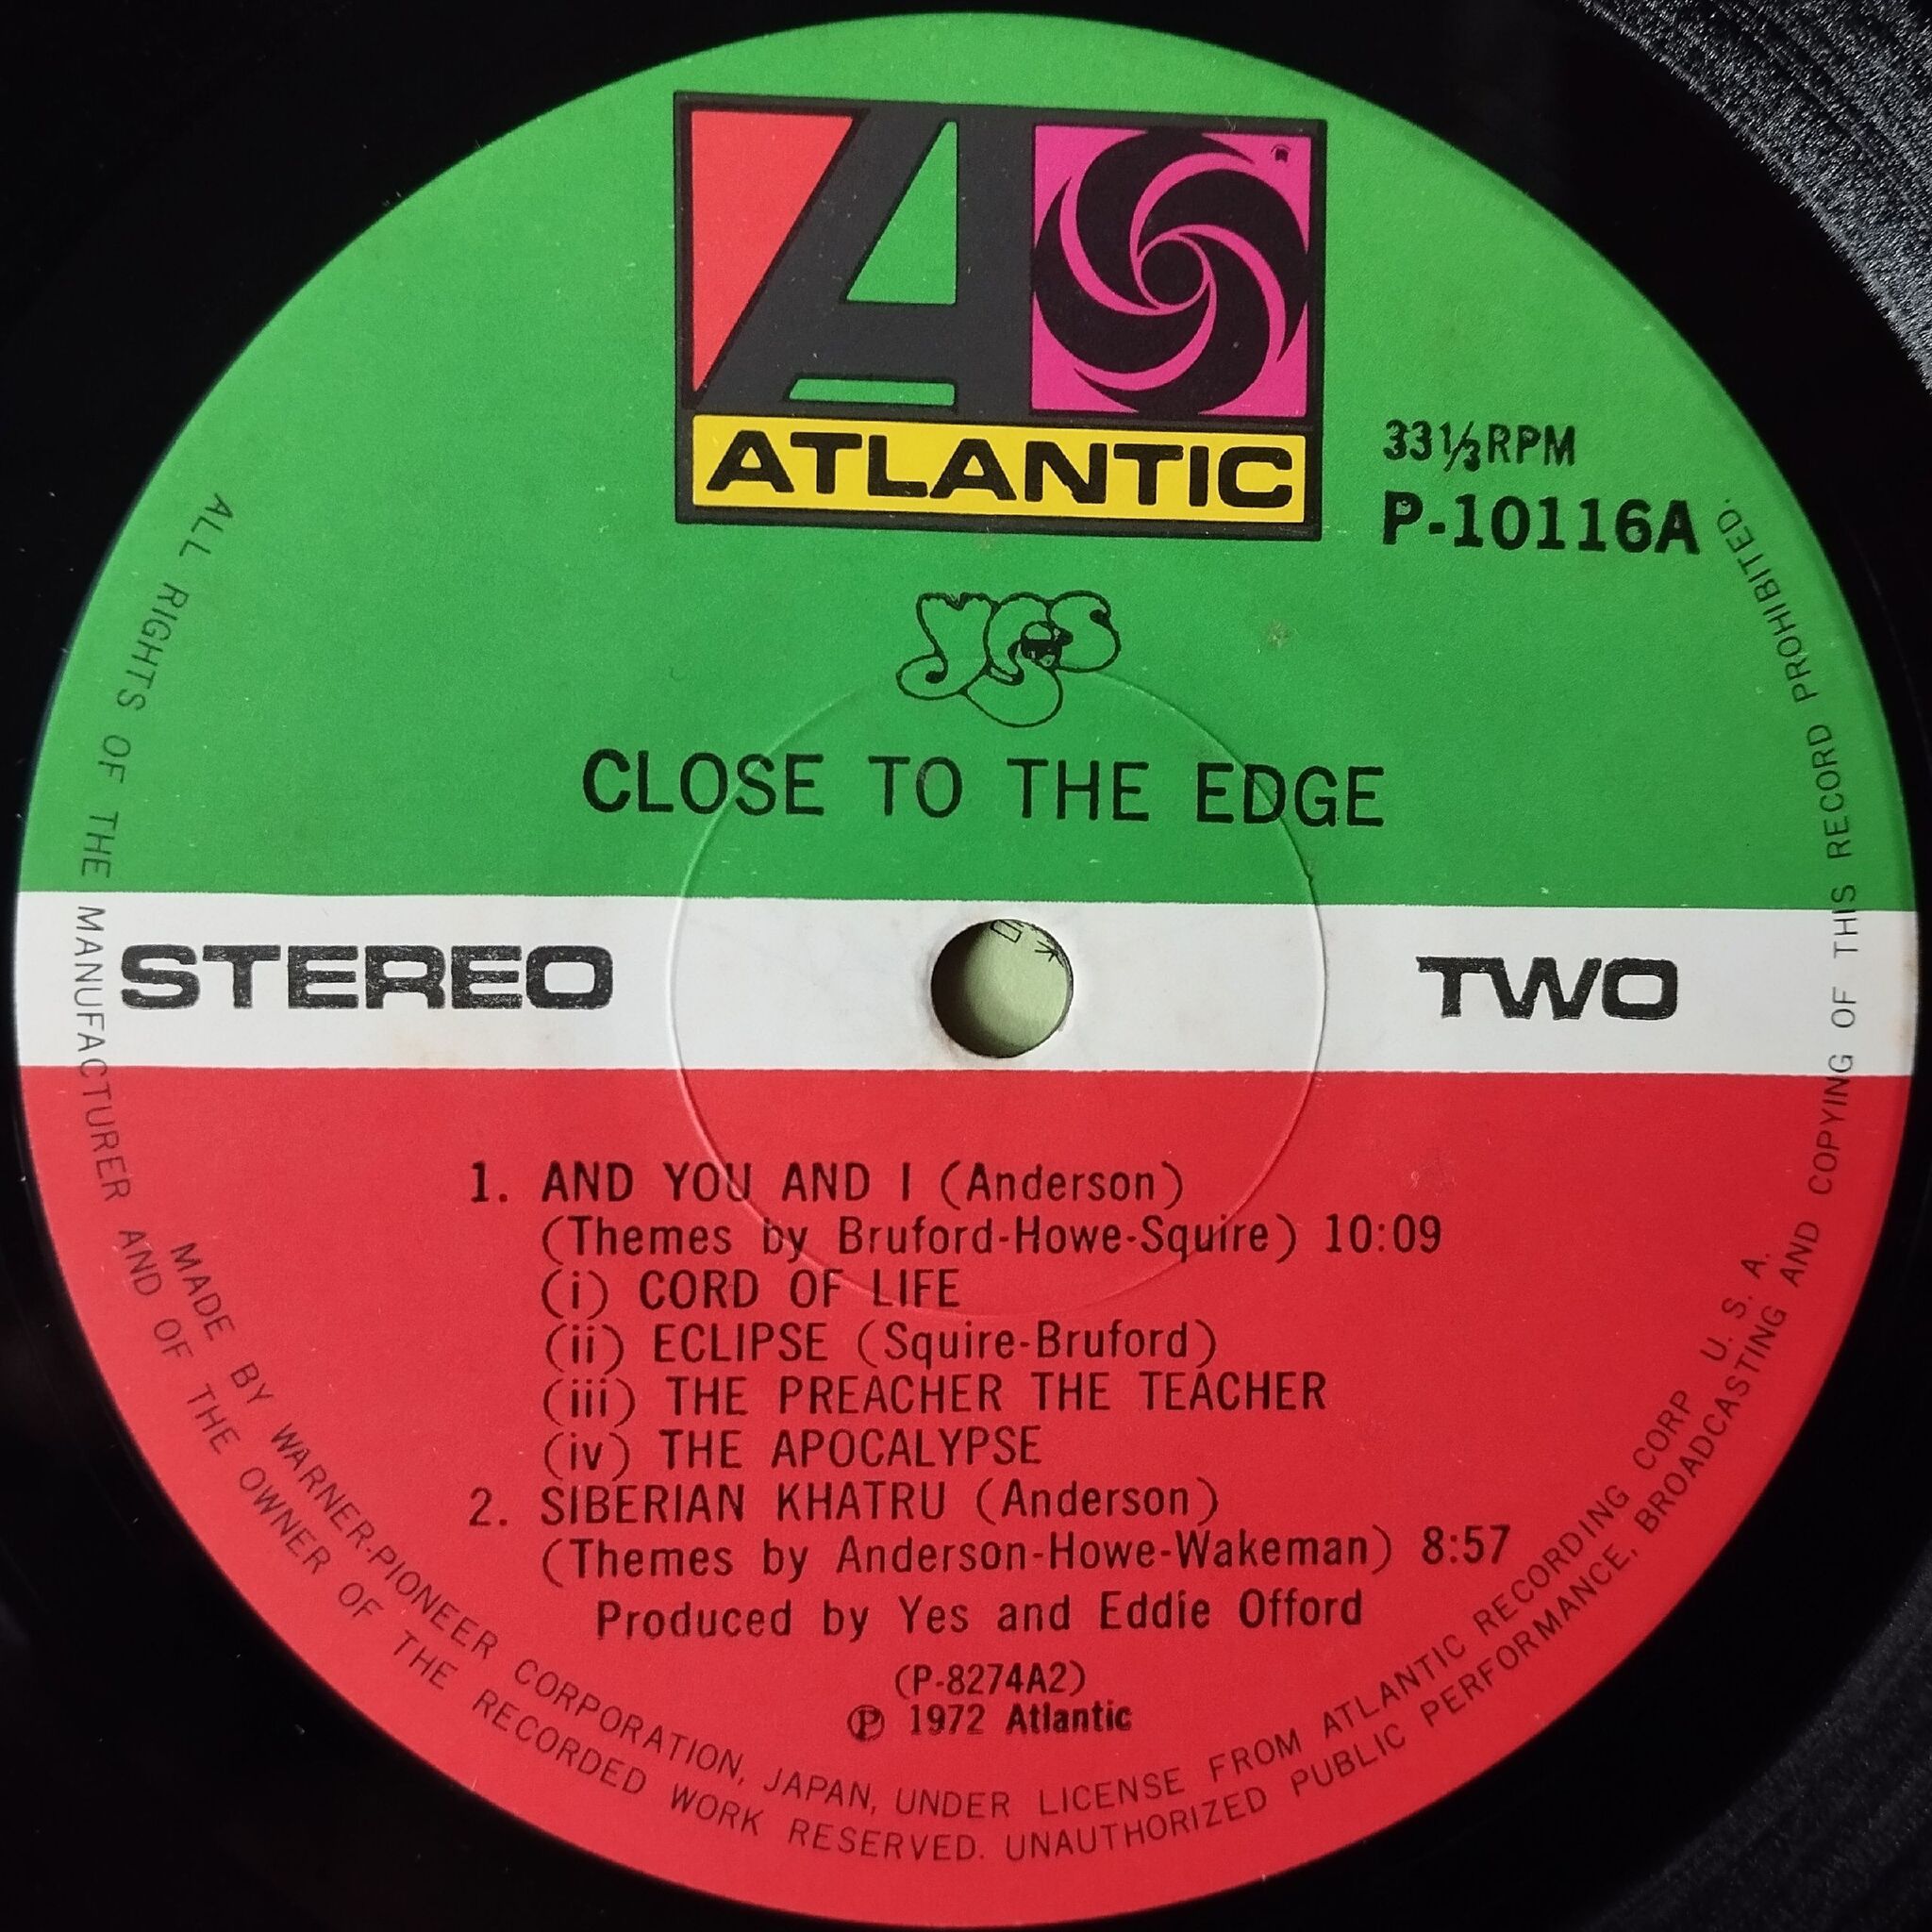 ATLANTIC
33⅓RPM
P-10116A
yes
CLOSE TO THE EDGE
STEREO
TWO
1. AND YOU AND I (Anderson)
(Themes by Bruford-Howe-Squire) 10:09
(i) CORD OF LIFE
(ii) ECLIPSE (Squire-Bruford)
(iii) THE PREACHER THE TEACHER
(iv) THE APOCALYPSE
2. SIBERIAN KHATRU (Anderson)
(Themes by Anderson-Howe-Wakeman) 8:57
Produced by Yes and Eddie Offord
(P-8274A2)
Ⓟ 1972 Atlantic
MADE BY WARNER-PIONEER CORPORATION, JAPAN, UNDER LICENSE FROM ATLANTIC RECORDING CORP U. S. A.
ALL RIGHTS OF THE MANUFACTURER AND OF THE OWNER OF THE RECORDED WORK RESERVED. UNAUTHORIZED PUBLIC PERFORMANCE, BROADCASTING AND COPYING OF THIS RECORD PROHIBITED.